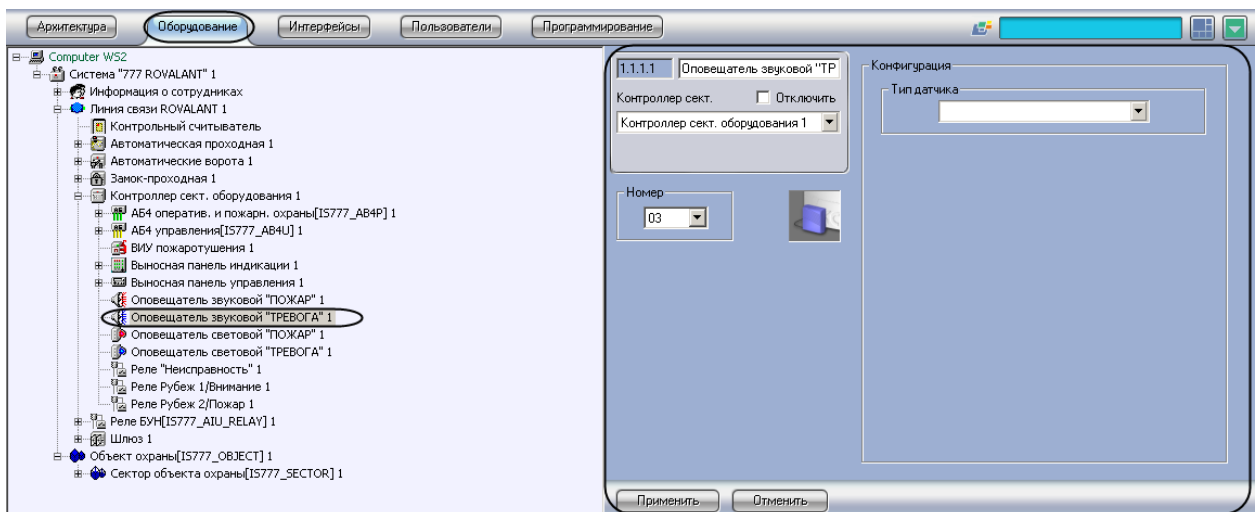 Архитектура Оборудование Интерфейсы Пользователи Программирование
Computer WS2
Система "777 ROVALANT" 1
Информация о сотрудниках
Линия связи ROVALANT 1
Контрольный считыватель
Автоматическая проходная 1
Автоматические ворота 1
Замок-проходная 1
Контроллер сект. оборудования 1
АБ4 оператив. и пожарн. охраны[IS777_AB4P] 1
АБ4 управления[IS777_AB4U] 1
ВИУ пожаротушения 1
Выносная панель индикации 1
Выносная панель управления 1
Оповещатель звуковой "ПОЖАР" 1
Оповещатель звуковой "ТРЕВОГА" 1
Оповещатель световой "ПОЖАР" 1
Оповещатель световой "ТРЕВОГА" 1
Реле "Неисправность" 1
Реле Рубеж 1/Внимание 1
Реле Рубеж 2/Пожар 1
Реле БУН[IS777_AIU_RELAY] 1
Шлюз 1
Объект охраны[IS777_OBJECT] 1
Сектор объекта охраны[IS777_SECTOR] 1
1.1.1.1 Оповещатель звуковой "ТР
Контроллер сект. Отключить
Контроллер сект. оборудования 1
Номер
03
Конфигурация
Тип датчика
Применить Отменить